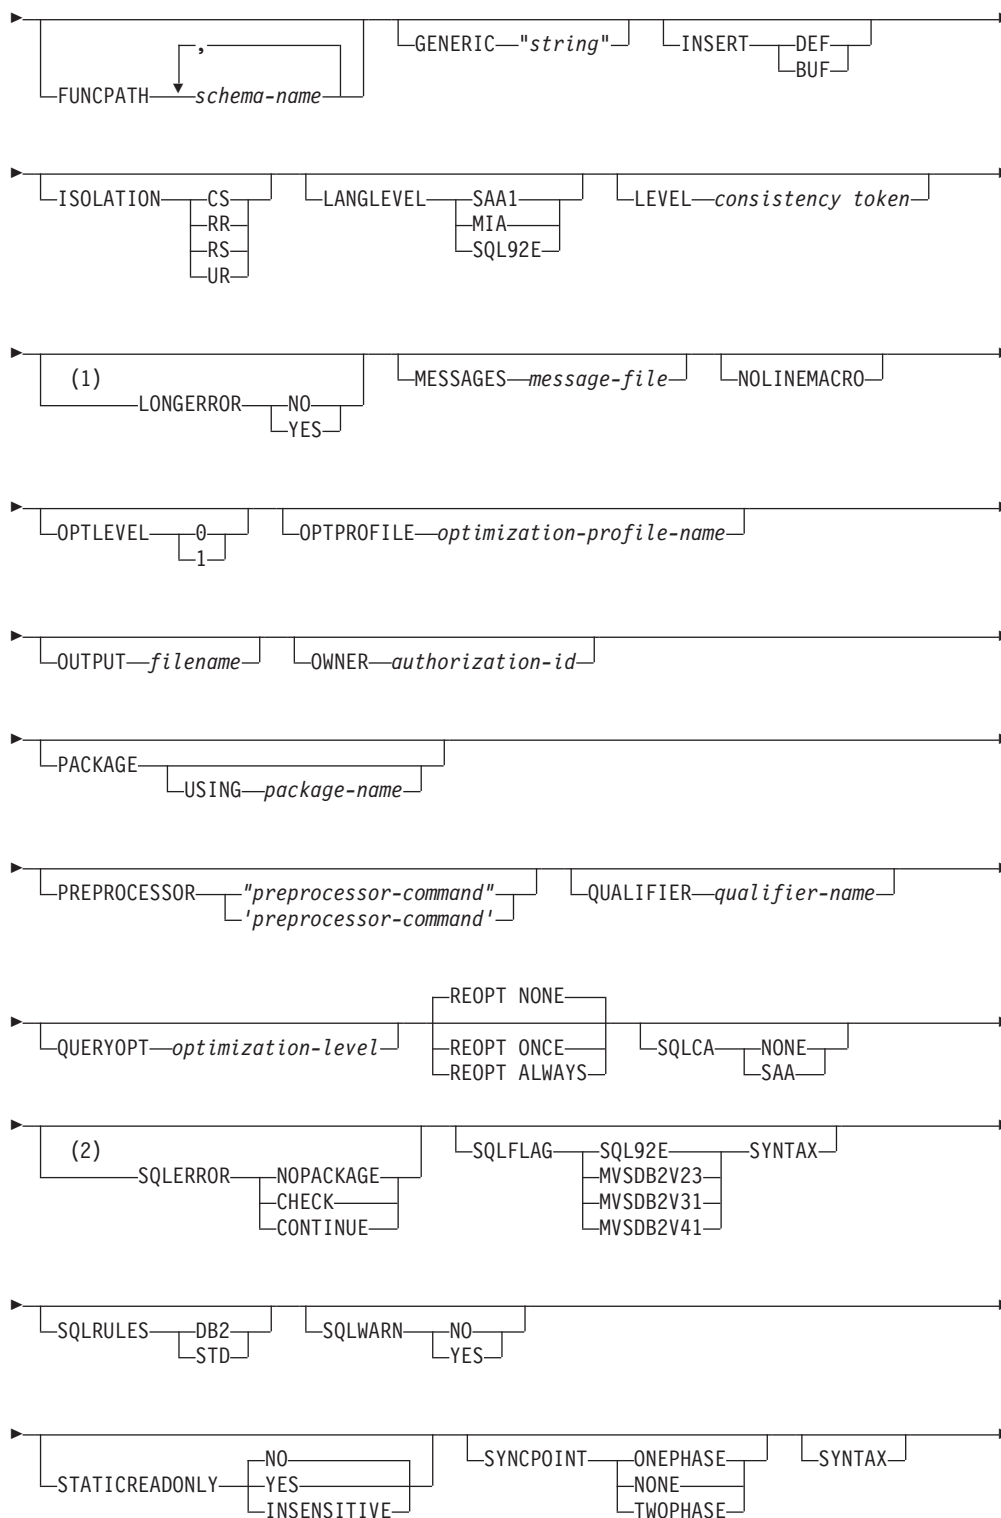 ,
GENERIC "string" INSERT DEF
BUF
FUNCPATH schema-name
ISOLATION CS LANGLEVEL SAA1 LEVEL consistency token
RR MIA
RS SQL92E
UR
(1) MESSAGES message-file NOLINEMACRO
LONGERROR NO
YES
OPTLEVEL 0 OPTPROFILE optimization-profile-name
1
OUTPUT filename OWNER authorization-id
PACKAGE
USING package-name
PREPROCESSOR "preprocessor-command" QUALIFIER qualifier-name
'preprocessor-command'
REOPT NONE
QUERYOPT optimization-level REOPT ONCE SQLCA NONE
REOPT ALWAYS SAA
(2) SQLFLAG SQL92E SYNTAX
SQLERROR NOPACKAGE MVSDB2V23
CHECK MVSDB2V31
CONTINUE MVSDB2V41
SQLRULES DB2 SQLWARN NO
STD YES
NO SYNCPOINT ONEPHASE SYNTAX
STATICREADONLY YES NONE
INSENSITIVE TWOPHASE